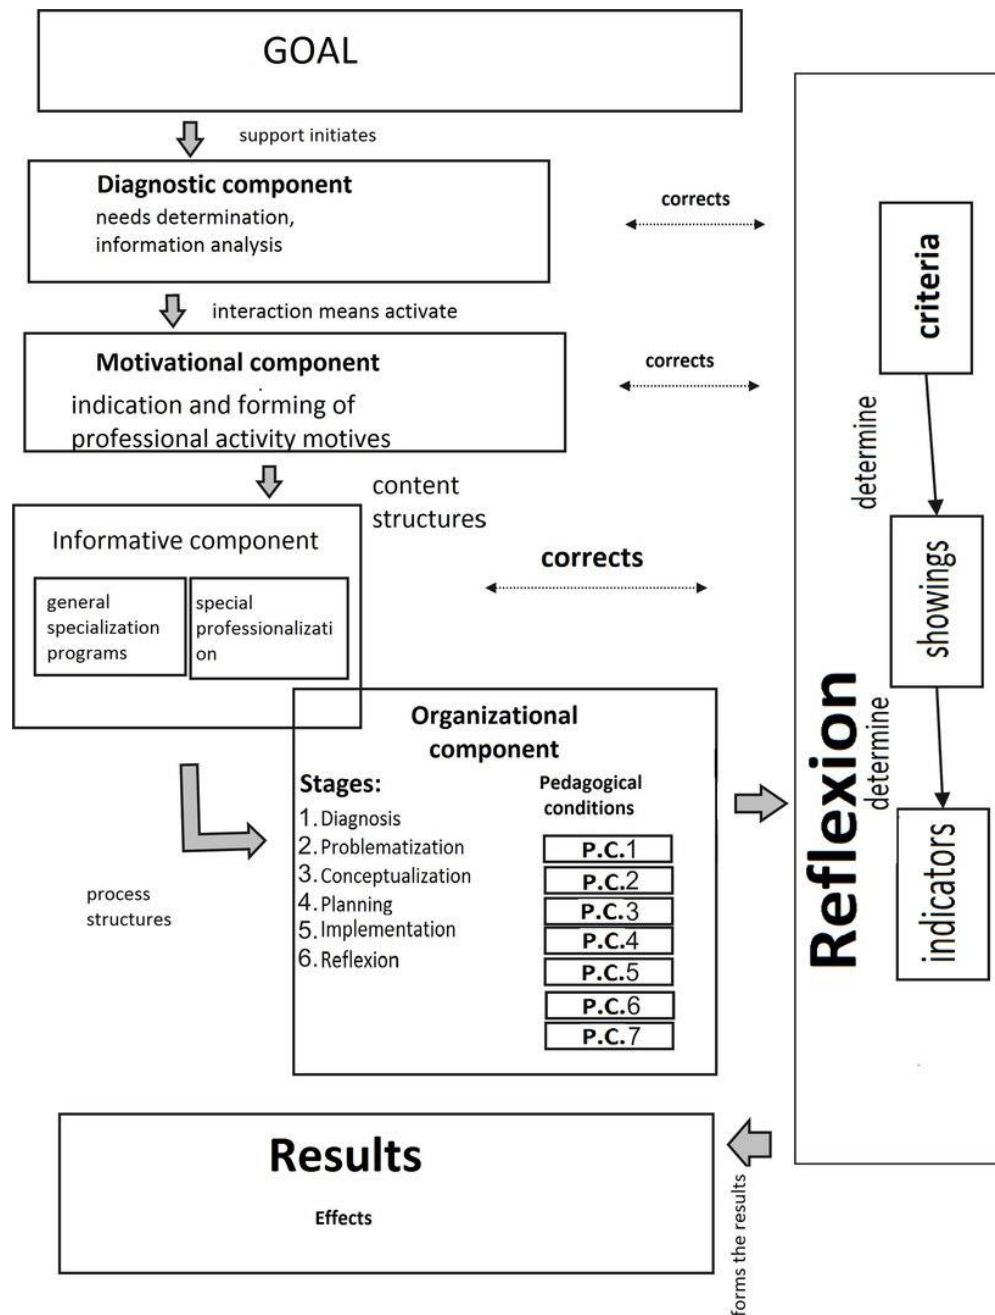 GOAL
support initiates
Diagnostic component
needs determination,
information analysis
corrects
interaction means activate
Motivational component
indication and forming of
professional activity motives
corrects
content
structures
Informative component
general
specialization
programs
special
professionalizati
on
corrects
process
structures
Organizational
component
Stages:
1. Diagnosis
2. Problematization
3. Conceptualization
4. Planning
5. Implementation
6. Reflexion
Pedagogical
conditions
P.C.1
P.C.2
P.C.3
P.C.4
P.C.5
P.C.6
P.C.7
Reflexion
criteria
determine
showings
determine
indicators
forms the results
Results
Effects